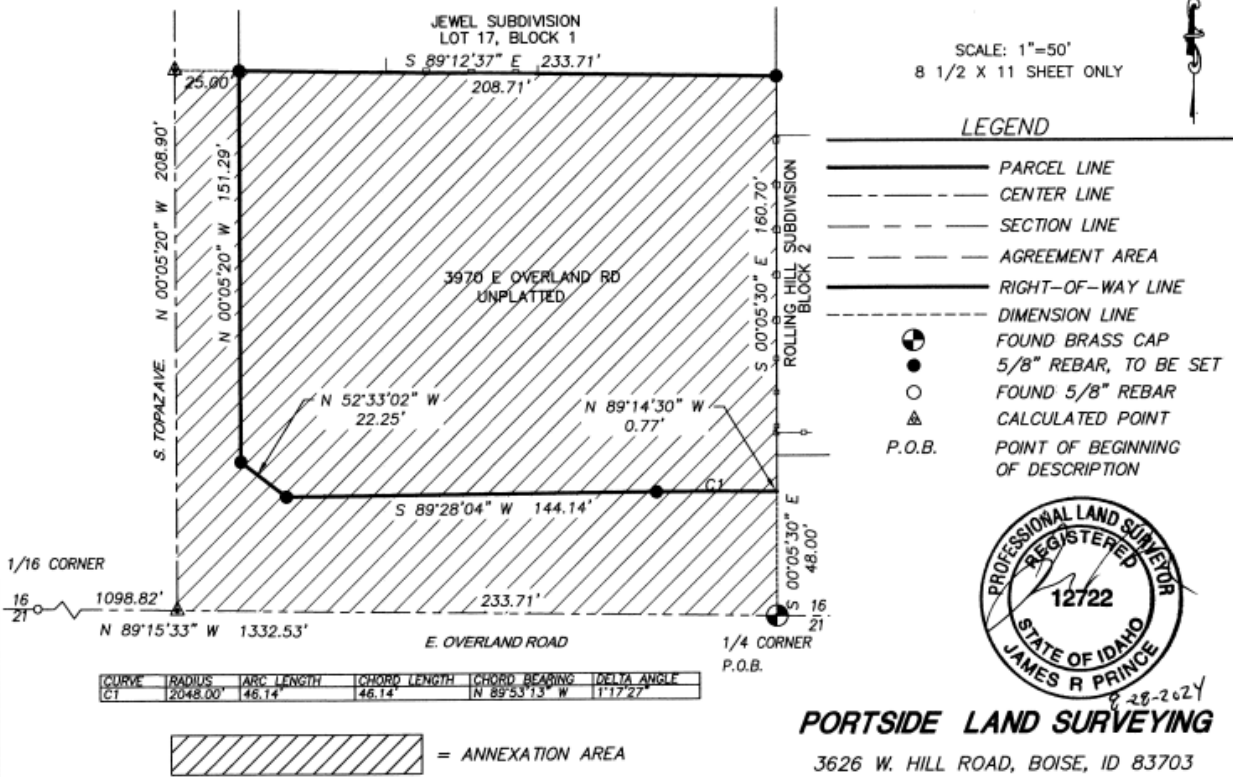 JEWEL SUBDIVISION
LOT 17, BLOCK 1
S 89°12'37" E 233.71'
208.71'
25.00'
N 00°05'20" W 208.90'
N 00°05'20" W 151.29'
S. TOPAZ AVE.
3970 E OVERLAND RD
UNPLATTED
S 00°05'30" E 160.70'
ROLLING HILL SUBDIVISION
BLOCK 2
N 52°33'02" W
22.25'
N 89°14'30" W
0.77'
C1
S 89°28'04" W 144.14'
S 00°05'30" E
48.00'
1/16 CORNER
16
21
1098.82'
233.71'
N 89°15'33" W 1332.53'
E. OVERLAND ROAD
16
21
1/4 CORNER
P.O.B.
CURVE RADIUS ARC LENGTH CHORD LENGTH CHORD BEARING DELTA ANGLE
C1 2048.00' 46.14' 46.14' N 89°53'13" W 1°17'27"
= ANNEXATION AREA
SCALE: 1"=50'
8 1/2 X 11 SHEET ONLY
LEGEND
PARCEL LINE
CENTER LINE
SECTION LINE
AGREEMENT AREA
RIGHT-OF-WAY LINE
DIMENSION LINE
FOUND BRASS CAP
5/8" REBAR, TO BE SET
FOUND 5/8" REBAR
CALCULATED POINT
P.O.B. POINT OF BEGINNING
OF DESCRIPTION
PROFESSIONAL LAND SURVEYOR
REGISTERED
12722
STATE OF IDAHO
JAMES R PRINCE
8-28-2024
PORTSIDE LAND SURVEYING
3626 W. HILL ROAD, BOISE, ID 83703